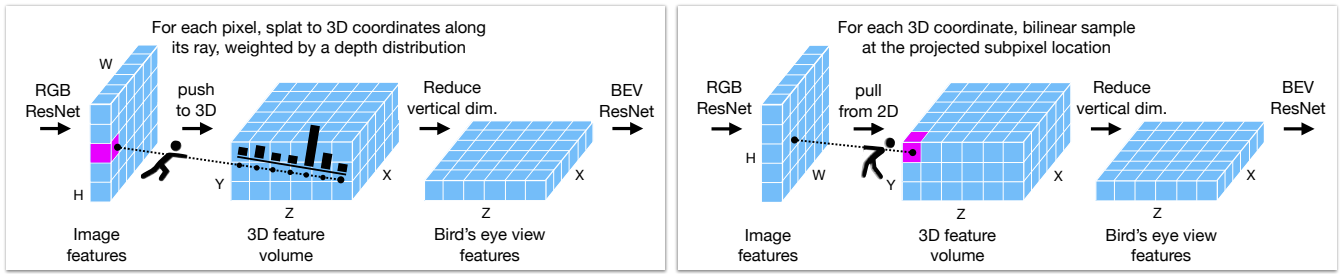 For each pixel, splat to 3D coordinates along
its ray, weighted by a depth distribution
W
RGB
ResNet
push
to 3D
Reduce
vertical dim.
BEV
ResNet
H
Y
X
X
Z
Z
Image
features
3D feature
volume
Bird's eye view
features
For each 3D coordinate, bilinear sample
at the projected subpixel location
RGB
ResNet
pull
from 2D
Reduce
vertical dim.
BEV
ResNet
H
W
Y
X
X
Z
Z
Image
features
3D feature
volume
Bird's eye view
features